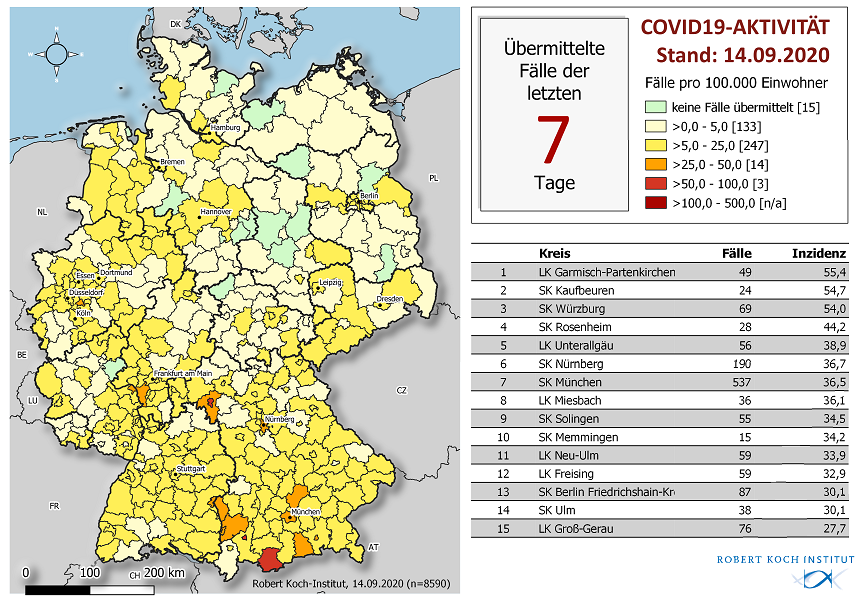 DK
PL
NL
BE
LU
FR
CH
AT
CZ
Hamburg
Bremen
Berlin
Hannover
Essen
Dortmund
Düsseldorf
Köln
Leipzig
Dresden
Frankfurt am Main
Nürnberg
Stuttgart
München
0 100 200 km
Robert Koch-Institut, 14.09.2020 (n=8590)
Übermittelte
Fälle der
letzten
7
Tage
COVID19-AKTIVITÄT
Stand: 14.09.2020
Fälle pro 100.000 Einwohner
keine Fälle übermittelt [15]
>0,0 - 5,0 [133]
>5,0 - 25,0 [247]
>25,0 - 50,0 [14]
>50,0 - 100,0 [3]
>100,0 - 500,0 [n/a]
Kreis Fälle Inzidenz
1 LK Garmisch-Partenkirchen 49 55,4
2 SK Kaufbeuren 24 54,7
3 SK Würzburg 69 54,0
4 SK Rosenheim 28 44,2
5 LK Unterallgäu 56 38,9
6 SK Nürnberg 190 36,7
7 SK München 537 36,5
8 LK Miesbach 36 36,1
9 SK Solingen 55 34,5
10 SK Memmingen 15 34,2
11 LK Neu-Ulm 59 33,9
12 LK Freising 59 32,9
13 SK Berlin Friedrichshain-Kr 87 30,1
14 SK Ulm 38 30,1
15 LK Groß-Gerau 76 27,7
ROBERT KOCH INSTITUT